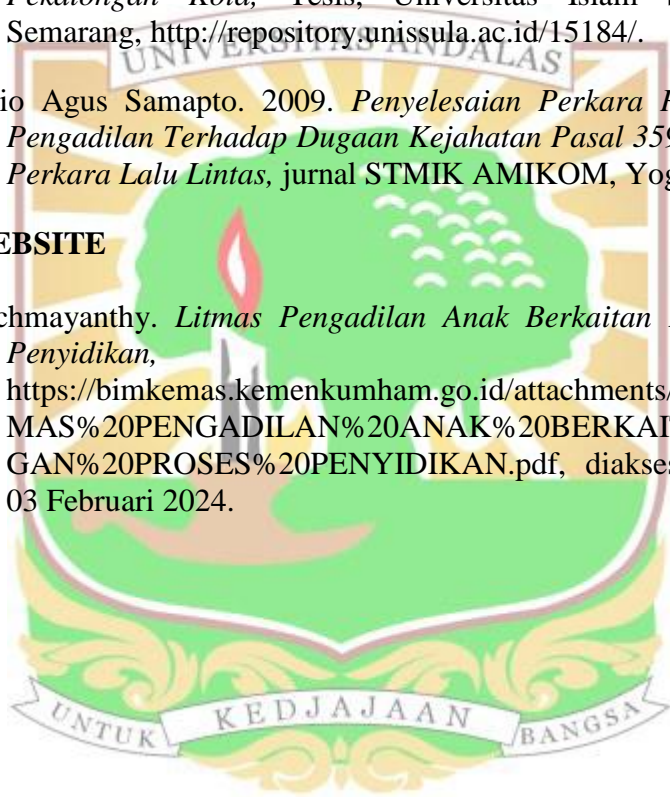 Pekalongan Kota, Tesis, Universitas Islam S
Semarang, http://repository.unissula.ac.id/15184/.
UNIVERSITAS ANDALAS
io Agus Samapto. 2009. Penyelesaian Perkara
Pengadilan Terhadap Dugaan Kejahatan Pasal 359
Perkara Lalu Lintas, jurnal STMIK AMIKOM, Yog
EBSITE
chmayanthy. Litmas Pengadilan Anak Berkaitan
Penyidikan,
https://bimkemas.kemenkumham.go.id/attachments/
MAS%20PENGADILAN%20ANAK%20BERKAI
GAN%20PROSES%20PENYIDIKAN.pdf, diakses
03 Februari 2024.
UNTUK KEDJAJAAN BANGSA